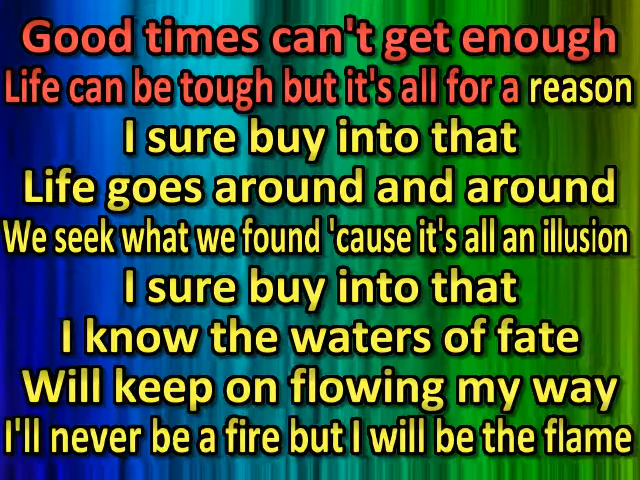 Good times can't get enough
Life can be tough but it's all for a reason
I sure buy into that
Life goes around and around
We seek what we found 'cause it's all an illusion
I sure buy into that
I know the waters of fate
Will keep on flowing my way
I'll never be a fire but I will be the flame